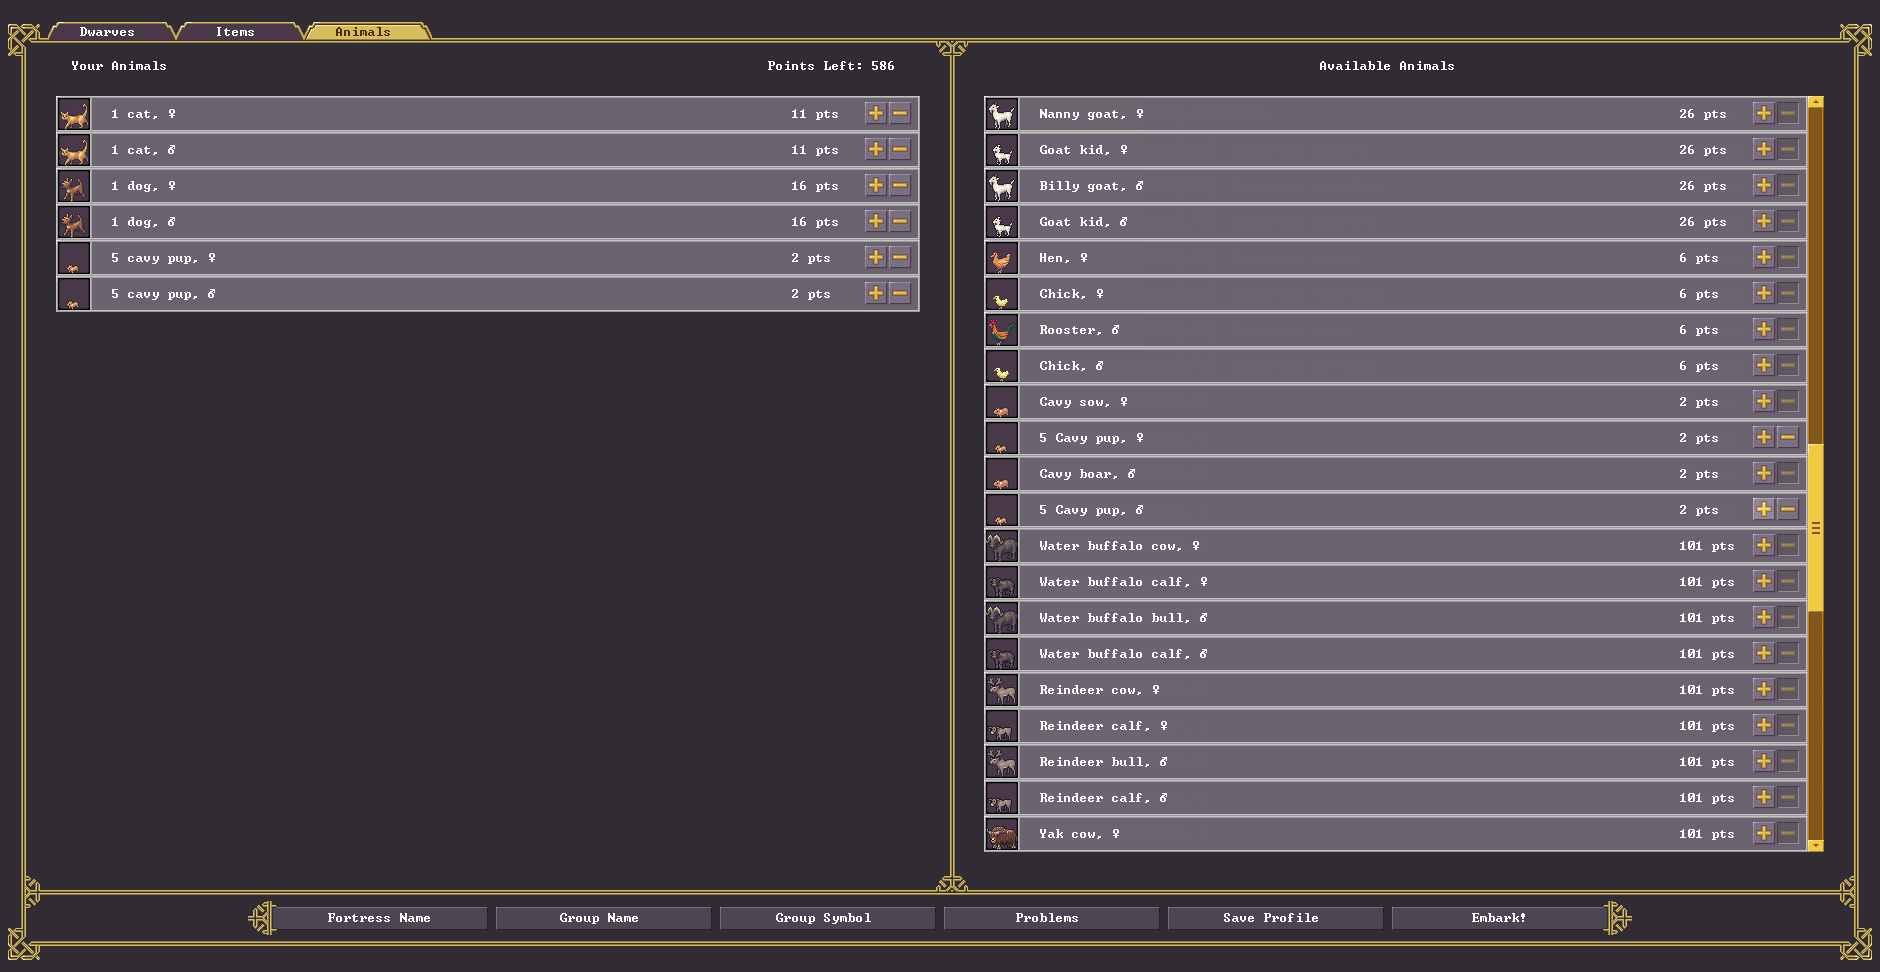 Dwarves Items Animals
Your Animals Points Left: 586
1 cat, ♀ 11 pts
1 cat, ♂ 11 pts
1 dog, ♀ 16 pts
1 dog, ♂ 16 pts
5 cavy pup, ♀ 2 pts
5 cavy pup, ♂ 2 pts
Available Animals
Nanny goat, ♀ 26 pts
Goat kid, ♀ 26 pts
Billy goat, ♂ 26 pts
Goat kid, ♂ 26 pts
Hen, ♀ 6 pts
Chick, ♀ 6 pts
Rooster, ♂ 6 pts
Chick, ♂ 6 pts
Cavy sow, ♀ 2 pts
5 Cavy pup, ♀ 2 pts
Cavy boar, ♂ 2 pts
5 Cavy pup, ♂ 2 pts
Water buffalo cow, ♀ 101 pts
Water buffalo calf, ♀ 101 pts
Water buffalo bull, ♂ 101 pts
Water buffalo calf, ♂ 101 pts
Reindeer cow, ♀ 101 pts
Reindeer calf, ♀ 101 pts
Reindeer bull, ♂ 101 pts
Reindeer calf, ♂ 101 pts
Yak cow, ♀ 101 pts
Fortress Name Group Name Group Symbol Problems Save Profile Embark!